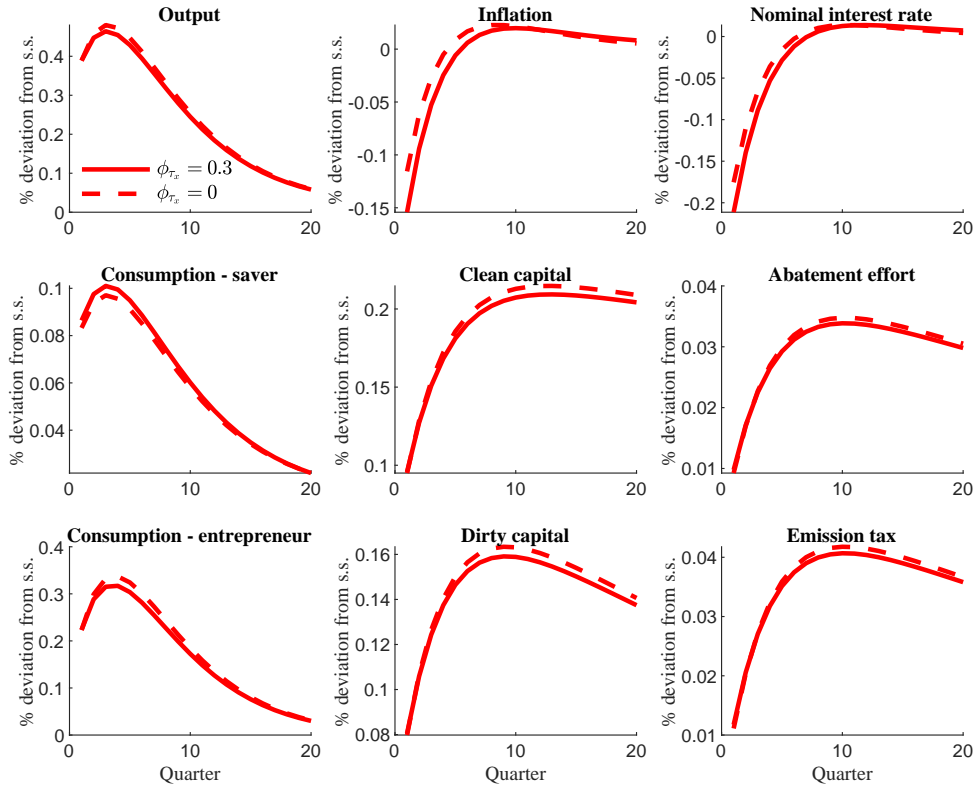 Output
Inflation
Nominal interest rate
% deviation from s.s.
0.4
0.3
0.2
0.1
0
0
10
20
ϕτₓ = 0.3
ϕτₓ = 0
% deviation from s.s.
0
-0.05
-0.1
-0.15
0
10
20
% deviation from s.s.
0
-0.05
-0.1
-0.15
-0.2
0
10
20
Consumption - saver
Clean capital
Abatement effort
% deviation from s.s.
0.1
0.08
0.06
0.04
0
10
20
% deviation from s.s.
0.2
0.15
0.1
0
10
20
% deviation from s.s.
0.04
0.03
0.02
0.01
0
10
20
Consumption - entrepreneur
Dirty capital
Emission tax
% deviation from s.s.
0.4
0.3
0.2
0.1
0
0
10
20
Quarter
% deviation from s.s.
0.16
0.14
0.12
0.1
0.08
0
10
20
Quarter
% deviation from s.s.
0.04
0.03
0.02
0.01
0
10
20
Quarter